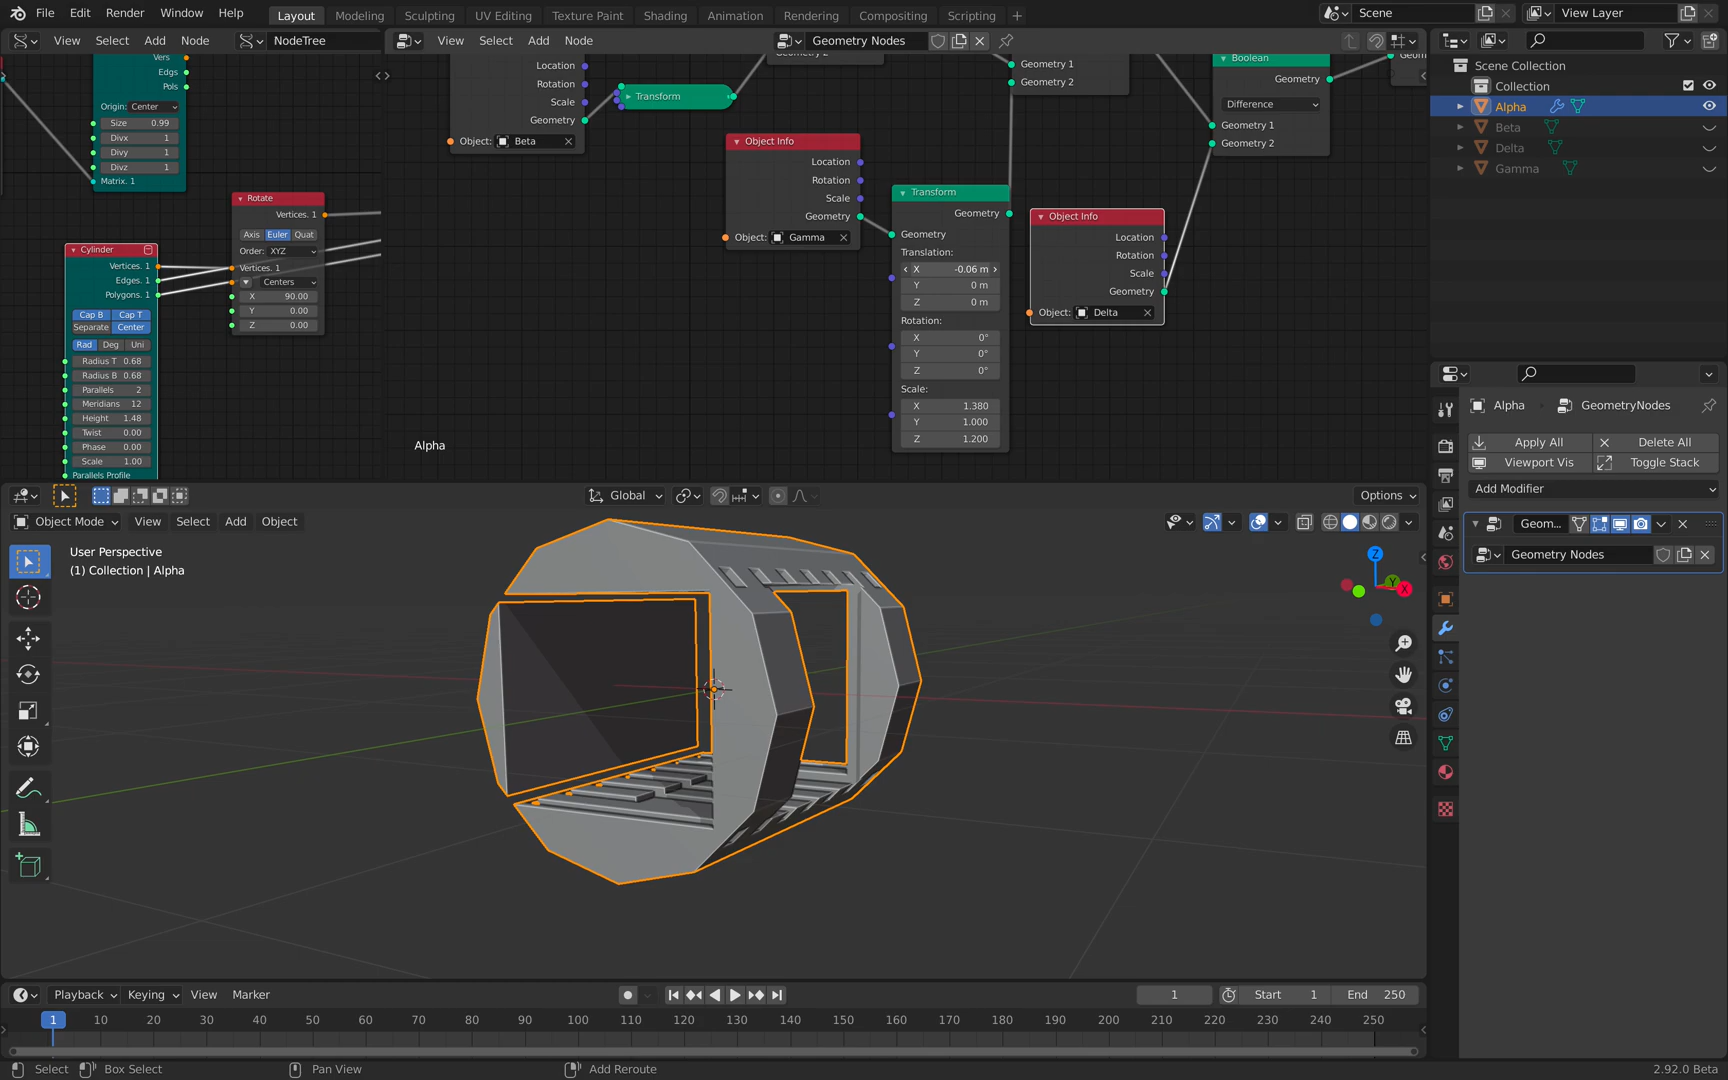 File Edit Render Window Help
Layout Modeling Sculpting UV Editing Texture Paint Shading Animation Rendering Compositing Scripting
Scene
View Layer
View Select Add Node
NodeTree
View Select Add Node
Geometry Nodes
Vers
Edgs
Pols
Origin: Center
Size 0.99
Divx 1
Divy 1
Divz 1
Matrix. 1
Cylinder
Vertices. 1
Edges. 1
Polygons. 1
Cap B Cap T
Separate Center
Rad Deg Uni
Radius T 0.68
Radius B 0.68
Parallels 2
Meridians 12
Height 1.48
Twist 0.00
Phase 0.00
Scale 1.00
Parallels Profile
Rotate
Vertices. 1
Axis Euler Quat
Order: XYZ
Vertices. 1
Centers
X 90.00
Y 0.00
Z 0.00
Location
Rotation
Scale
Geometry
Object: Beta
Transform
Geometry 2
Object Info
Location
Rotation
Scale
Geometry
Object: Gamma
Transform
Geometry
Geometry
Translation:
X -0.06 m
Y 0 m
Z 0 m
Rotation:
X 0°
Y 0°
Z 0°
Scale:
X 1.380
Y 1.000
Z 1.200
Geometry 1
Geometry 2
Object Info
Location
Rotation
Scale
Geometry
Object: Delta
Boolean
Geometry
Difference
Geometry 1
Geometry 2
Alpha
Scene Collection
Collection
Alpha
Beta
Delta
Gamma
Alpha GeometryNodes
Apply All Delete All
Viewport Vis Toggle Stack
Add Modifier
Geom...
Geometry Nodes
Global
Options
Object Mode View Select Add Object
User Perspective
(1) Collection | Alpha
Z
Y
X
Playback Keying View Marker
1
Start 1 End 250
1 10 20 30 40 50 60 70 80 90 100 110 120 130 140 150 160 170 180 190 200 210 220 230 240 250
Select Box Select Pan View Add Reroute
2.92.0 Beta